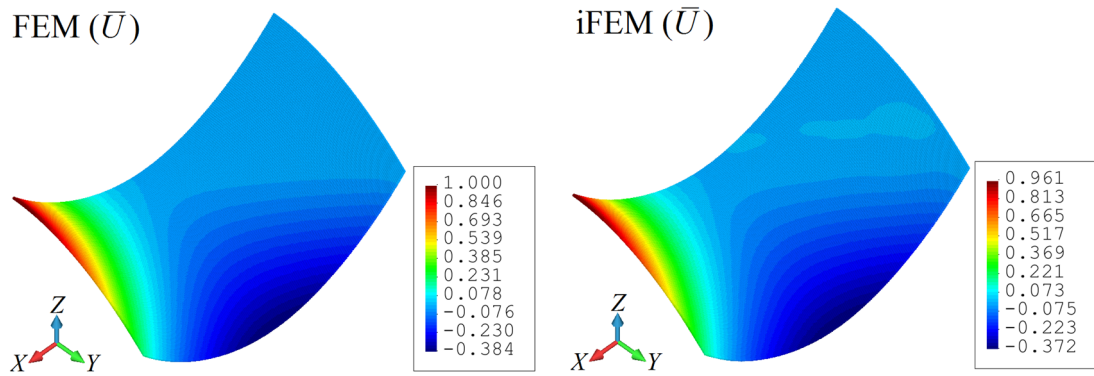 FEM (Ū)
1.000
0.846
0.693
0.539
0.385
0.231
0.078
-0.076
-0.230
-0.384
Z
X
Y
iFEM (Ū)
0.961
0.813
0.665
0.517
0.369
0.221
0.073
-0.075
-0.223
-0.372
Z
X
Y